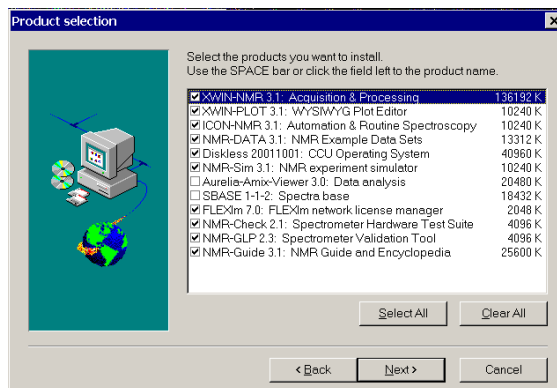 Product selection
Select the products you want to install.
Use the SPACE bar or click the field left to the product name.
XWIN-NMR 3.1: Acquisition & Processing 136192 K
XWIN-PLOT 3.1: WYSIWYG Plot Editor 10240 K
ICON-NMR 3.1: Automation & Routine Spectroscopy 10240 K
NMR-DATA 3.1: NMR Example Data Sets 13312 K
Diskless 20011001: CCU Operating System 40960 K
NMR-Sim 3.1: NMR experiment simulator 10240 K
Aurelia-Amix-Viewer 3.0: Data analysis 20480 K
SBASE 1-1-2: Spectra base 18432 K
FLEXlm 7.0: FLEXlm network license manager 2048 K
NMR-Check 2.1: Spectrometer Hardware Test Suite 4096 K
NMR-GLP 2.3: Spectrometer Validation Tool 4096 K
NMR-Guide 3.1: NMR Guide and Encyclopedia 25600 K
Select All Clear All
< Back Next > Cancel